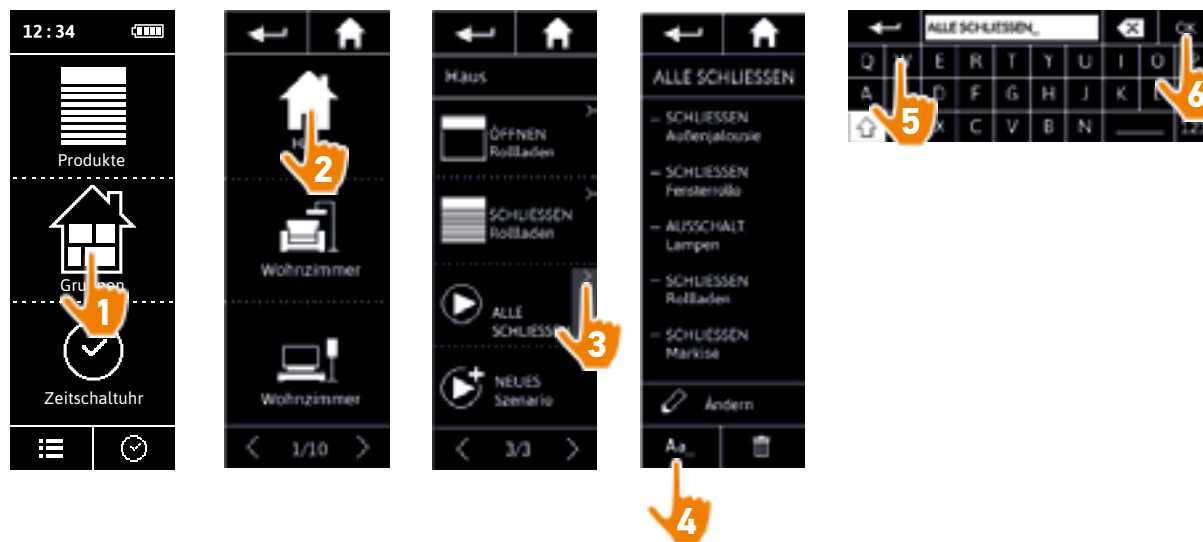 12:34
Produkte
Gruppen
1
Zeitschaltuhr
2
Wohnzimmer
Wohnzimmer
1/10
Haus
ÖFFNEN
Rollladen
SCHLIESSEN
Rollladen
ALLE
SCHLIESSEN
3
NEUES
Szenario
3/3
ALLE SCHLIESSEN
– SCHLIESSEN
Außenjalousie
– SCHLIESSEN
Fensterrollo
– AUSSCHALT
Lampen
– SCHLIESSEN
Rollladen
– SCHLIESSEN
Markise
Ändern
Aa_
4
ALLE SCHLIESSEN_ OK
Q W E R T Y U I O P
A D F G H J K L
X C V B N
5
6